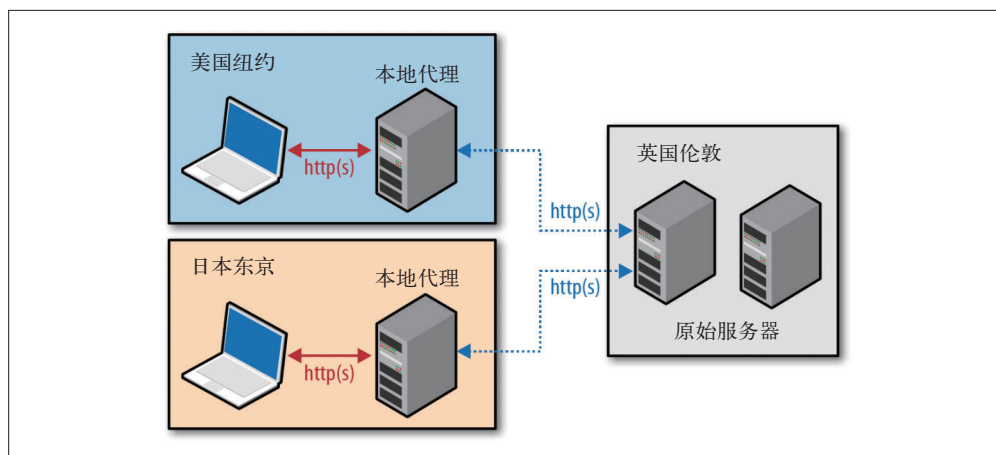 美国纽约
本地代理
http(s)
日本东京
本地代理
http(s)
http(s)
http(s)
英国伦敦
原始服务器